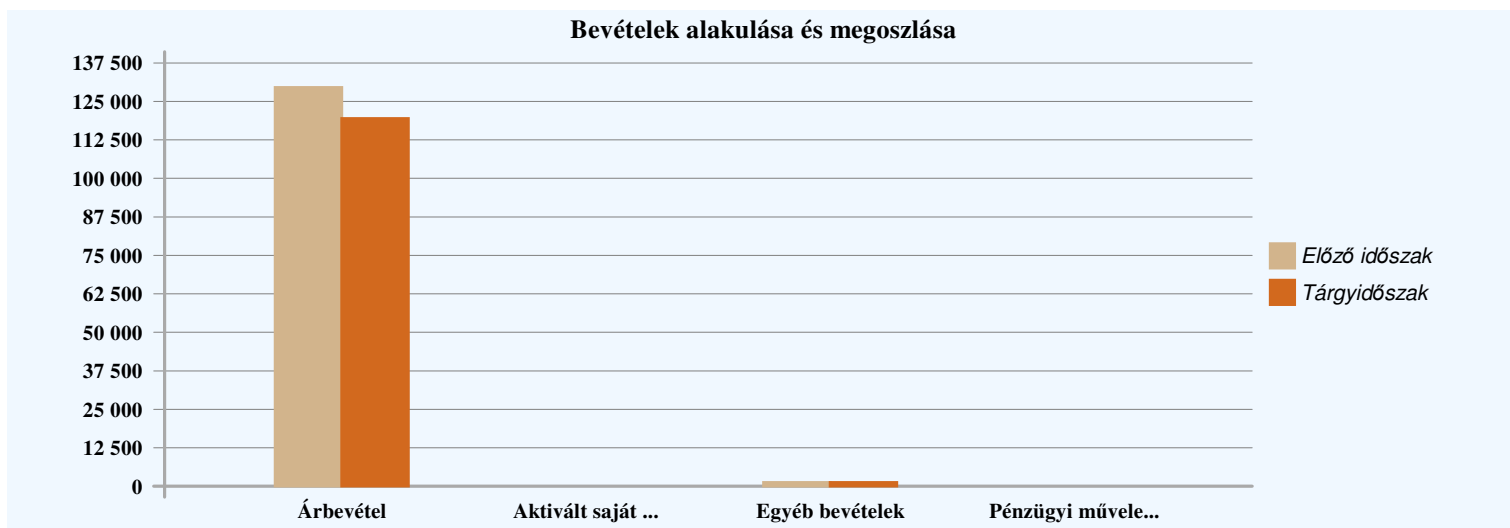 Bevételek alakulása és megoszlása
137 500
125 000
112 500
100 000
87 500
75 000
62 500
50 000
37 500
25 000
12 500
0
Árbevétel
Aktivált saját ...
Egyéb bevételek
Pénzügyi művele...
Előző időszak
Tárgyidőszak